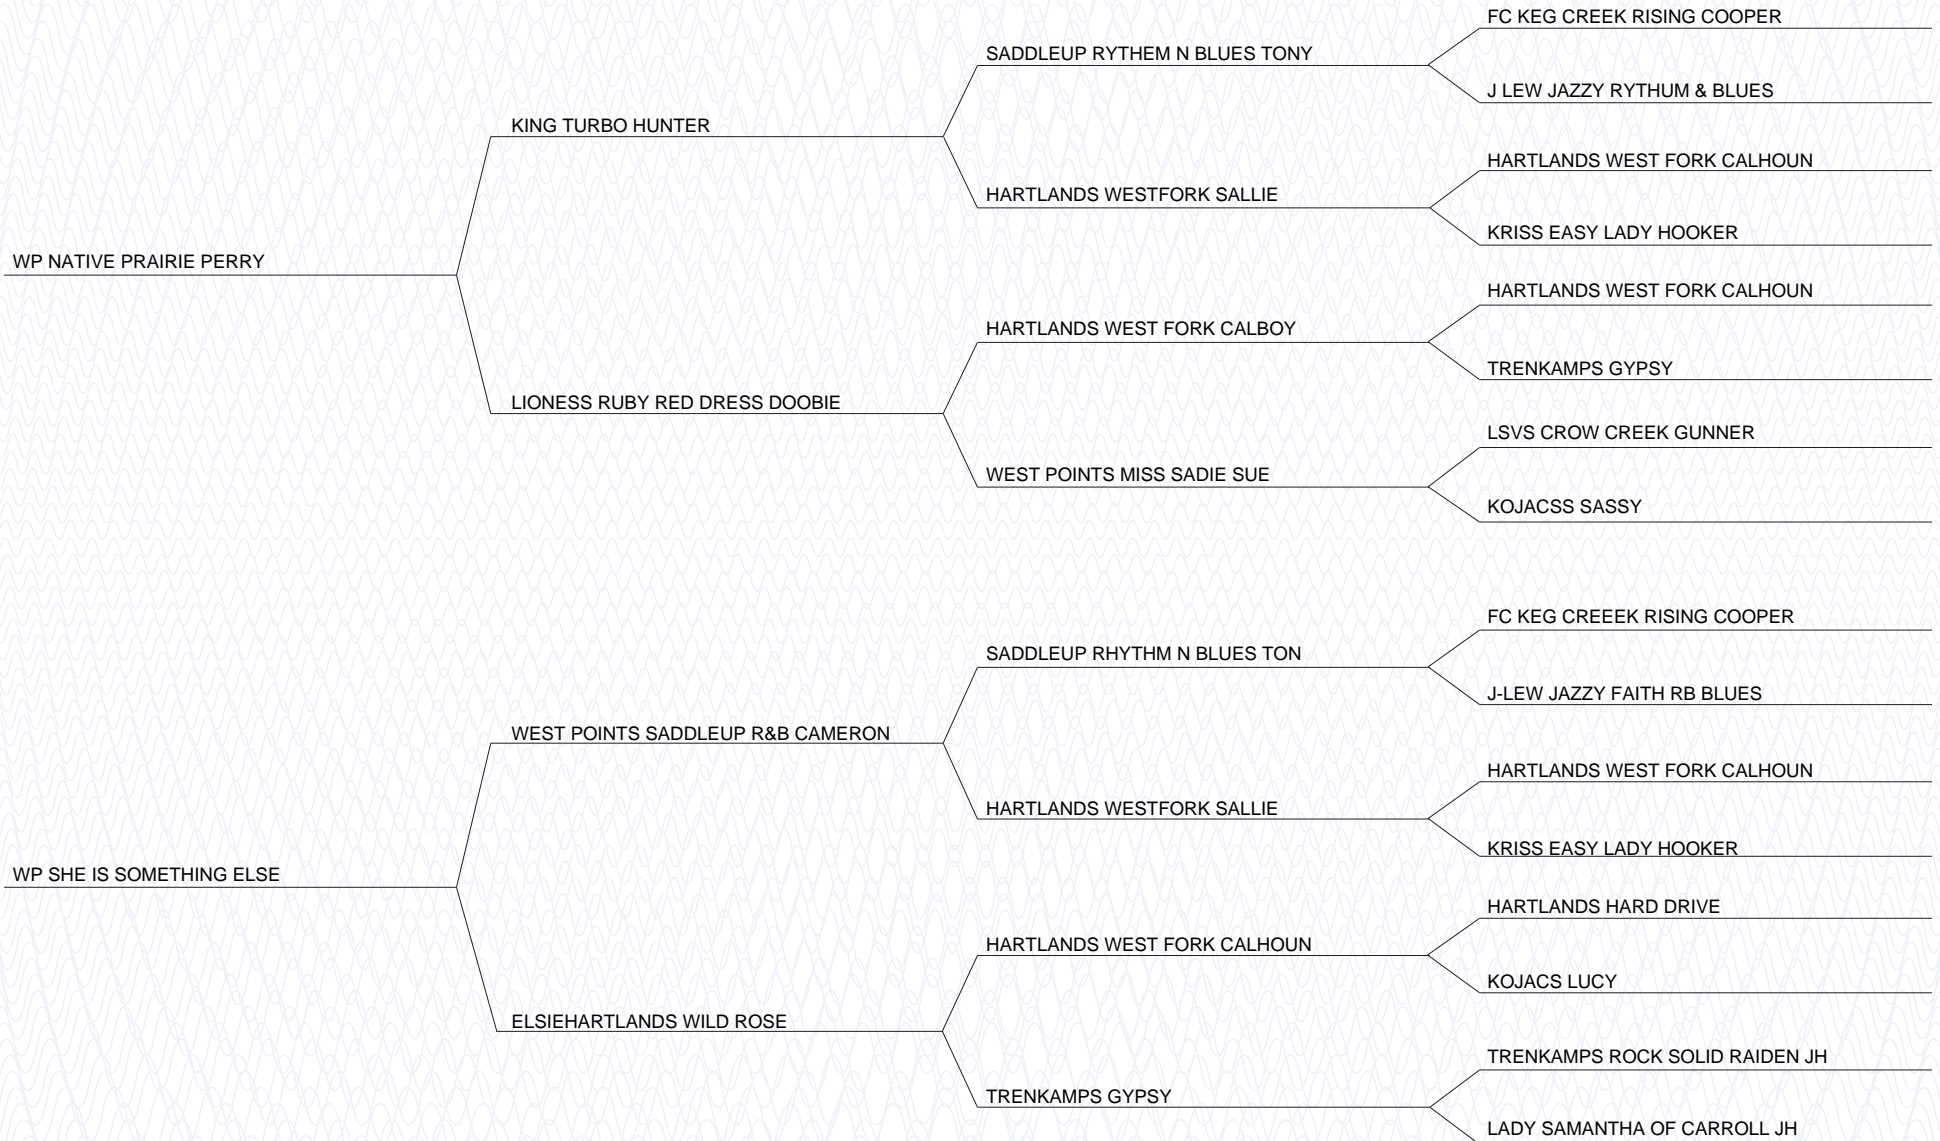 FC KEG CREEK RISING COOPER
SADDLEUP RYTHEM N BLUES TONY
J LEW JAZZY RYTHUM & BLUES
KING TURBO HUNTER
HARTLANDS WEST FORK CALHOUN
HARTLANDS WESTFORK SALLIE
KRISS EASY LADY HOOKER
WP NATIVE PRAIRIE PERRY
HARTLANDS WEST FORK CALHOUN
HARTLANDS WEST FORK CALBOY
TRENKAMPS GYPSY
LIONESS RUBY RED DRESS DOOBIE
LSVS CROW CREEK GUNNER
WEST POINTS MISS SADIE SUE
KOJACSS SASSY
FC KEG CREEEK RISING COOPER
SADDLEUP RHYTHM N BLUES TON
J-LEW JAZZY FAITH RB BLUES
WEST POINTS SADDLEUP R&B CAMERON
HARTLANDS WEST FORK CALHOUN
HARTLANDS WESTFORK SALLIE
KRISS EASY LADY HOOKER
WP SHE IS SOMETHING ELSE
HARTLANDS HARD DRIVE
HARTLANDS WEST FORK CALHOUN
KOJACS LUCY
ELSIEHARTLANDS WILD ROSE
TRENKAMPS ROCK SOLID RAIDEN JH
TRENKAMPS GYPSY
LADY SAMANTHA OF CARROLL JH